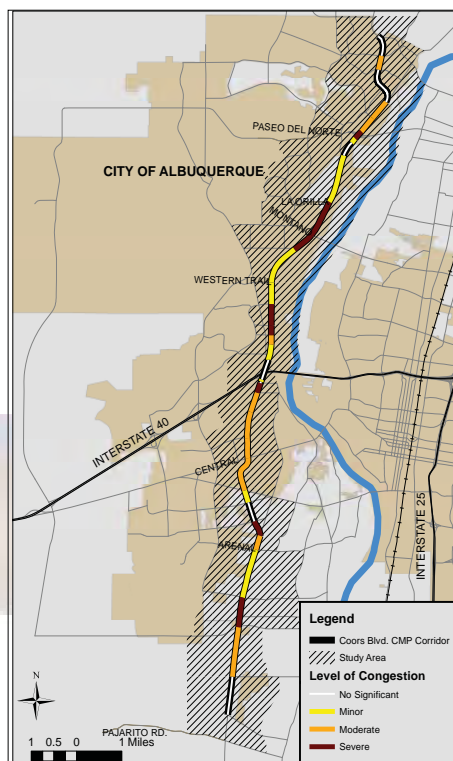 PASEO DEL NORTE
CITY OF ALBUQUERQUE
LA ORILLA
MONTANO
WESTERN TRAIL
INTERSTATE 40
CENTRAL
INTERSTATE 25
ARENAL
Legend
Coors Blvd. CMP Corridor
Study Area
Level of Congestion
No Significant
Minor
Moderate
Severe
N
PAJARITO RD.
1 0.5 0 1 Miles